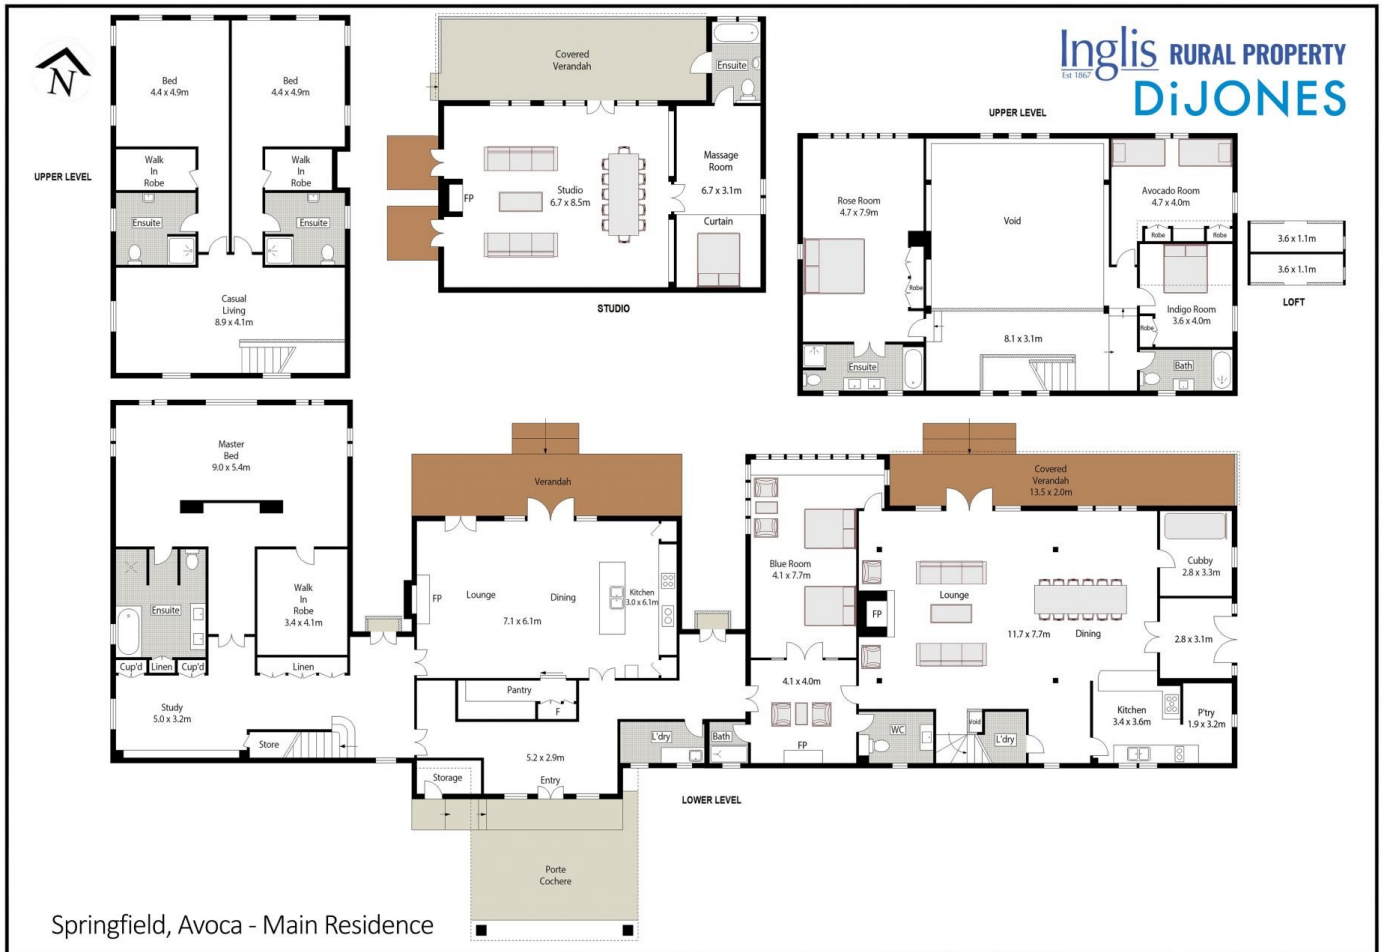 N
UPPER LEVEL
Bed
4.4 x 4.9m
Bed
4.4 x 4.9m
Walk
In
Robe
Walk
In
Robe
Ensuite
Ensuite
Casual
Living
8.9 x 4.1m
Covered
Verandah
Ensuite
Studio
6.7 x 8.5m
FP
Massage
Room
6.7 x 3.1m
Curtain
STUDIO
Inglis RURAL PROPERTY
Est 1867
DiJONES
UPPER LEVEL
Rose Room
4.7 x 7.9m
Void
Avocado Room
4.7 x 4.0m
Robe
Robe
Robe
Indigo Room
3.6 x 4.0m
Robe
8.1 x 3.1m
Ensuite
Bath
3.6 x 1.1m
3.6 x 1.1m
LOFT
Master
Bed
9.0 x 5.4m
Ensuite
Walk
In
Robe
3.4 x 4.1m
Cup'd
Linen
Cup'd
Linen
Study
5.0 x 3.2m
Store
Verandah
FP
Lounge
Dining
7.1 x 6.1m
Kitchen
3.0 x 6.1m
Pantry
F
5.2 x 2.9m
Entry
Storage
L'dry
Bath
Porte
Cochere
Covered
Verandah
13.5 x 2.0m
Blue Room
4.1 x 7.7m
FP
Lounge
11.7 x 7.7m
Dining
Cubby
2.8 x 3.3m
2.8 x 3.1m
4.1 x 4.0m
FP
WC
Void
L'dry
Kitchen
3.4 x 3.6m
P'try
1.9 x 3.2m
LOWER LEVEL
Springfield, Avoca - Main Residence